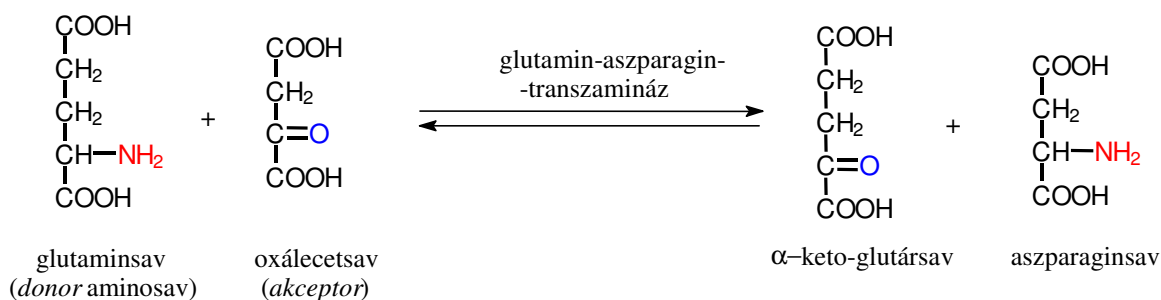 COOH
CH2
CH2
CH—NH2
COOH
+
COOH
CH2
C=O
COOH
glutamin-aszparagin-
-transzamináz
COOH
CH2
CH2
C=O
COOH
+
COOH
CH2
CH—NH2
COOH
glutaminsav
(donor aminosav)
oxálecetsav
(akceptor)
α–keto-glutársav
aszparaginsav